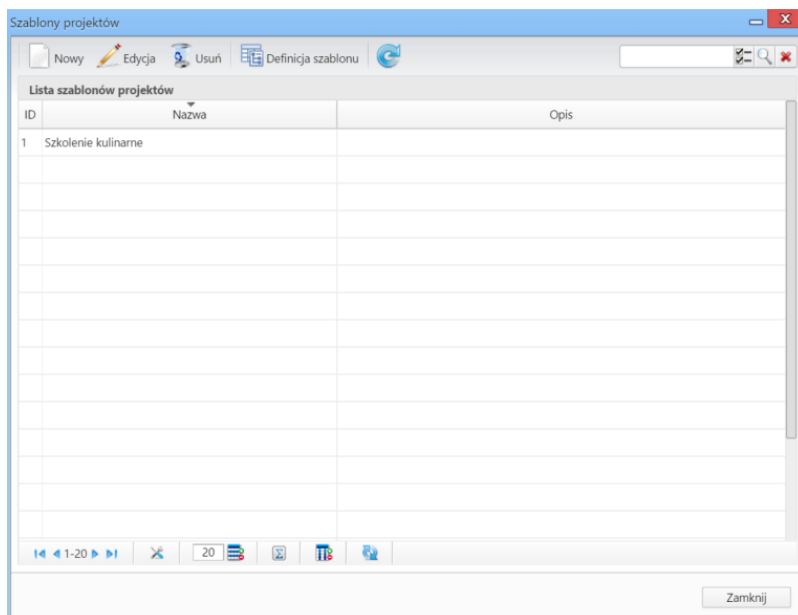 Szablony projektów
Nowy Edycja Usuń Definicja szablonu
Lista szablonów projektów
ID Nazwa Opis
1 Szkolenie kulinarne
1-20 20
Zamknij